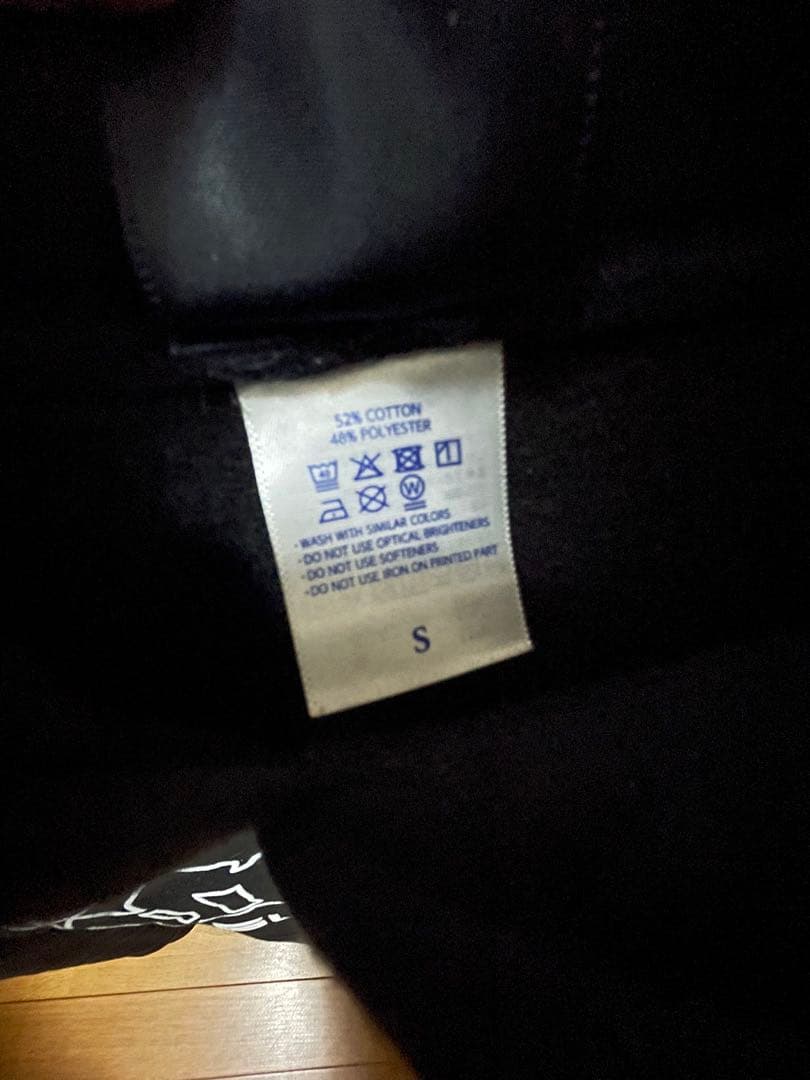 52% COTTON
48% POLYESTER
40
W
-WASH WITH SIMILAR COLORS
-DO NOT USE OPTICAL BRIGHTENERS
-DO NOT USE SOFTENERS
-DO NOT USE IRON ON PRINTED PART
S